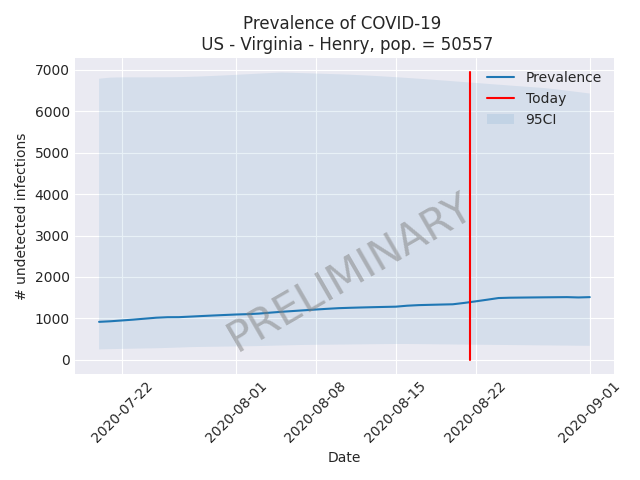 Prevalence of COVID-19
US - Virginia - Henry, pop. = 50557
7000
6000
5000
4000
3000
2000
1000
0
# undetected infections
Prevalence
Today
95CI
PRELIMINARY
2020-07-22
2020-08-01
2020-08-08
2020-08-15
2020-08-22
2020-09-01
Date